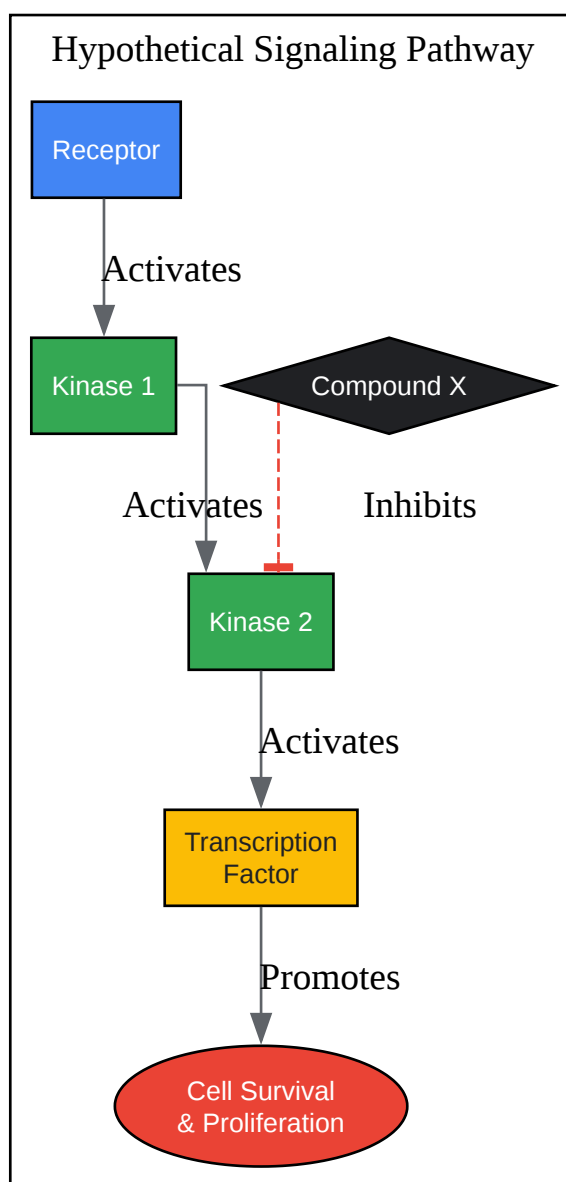 Hypothetical Signaling Pathway
Receptor
Activates
Kinase 1
Compound X
Activates
Inhibits
Kinase 2
Activates
Transcription
Factor
Promotes
Cell Survival
& Proliferation